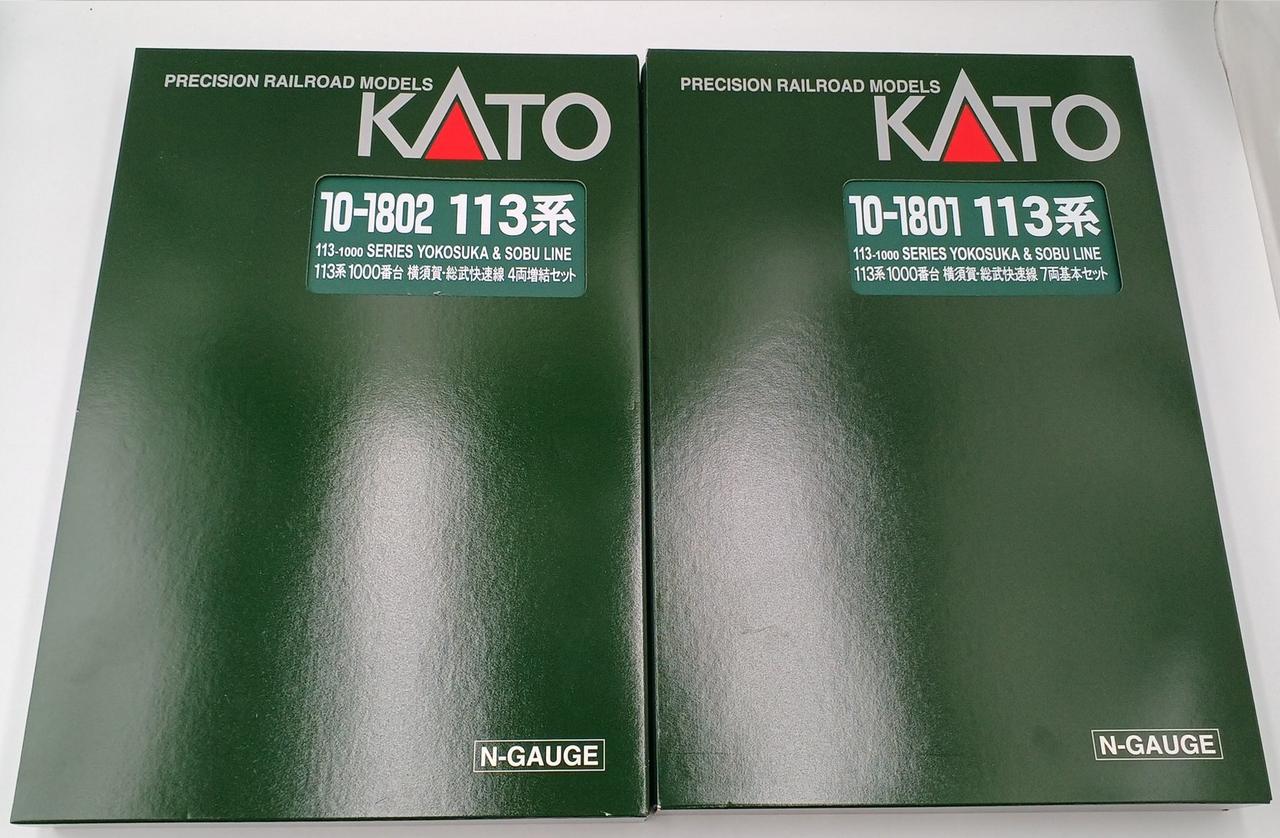 PRECISION RAILROAD MODELS
KATO
10-1802 113系
113-1000 SERIES YOKOSUKA & SOBU LINE
113系 1000番台 横須賀・総武快速線 4両増結セット
N-GAUGE
PRECISION RAILROAD MODELS
KATO
10-1801 113系
113-1000 SERIES YOKOSUKA & SOBU LINE
113系 1000番台 横須賀・総武快速線 7両基本セット
N-GAUGE